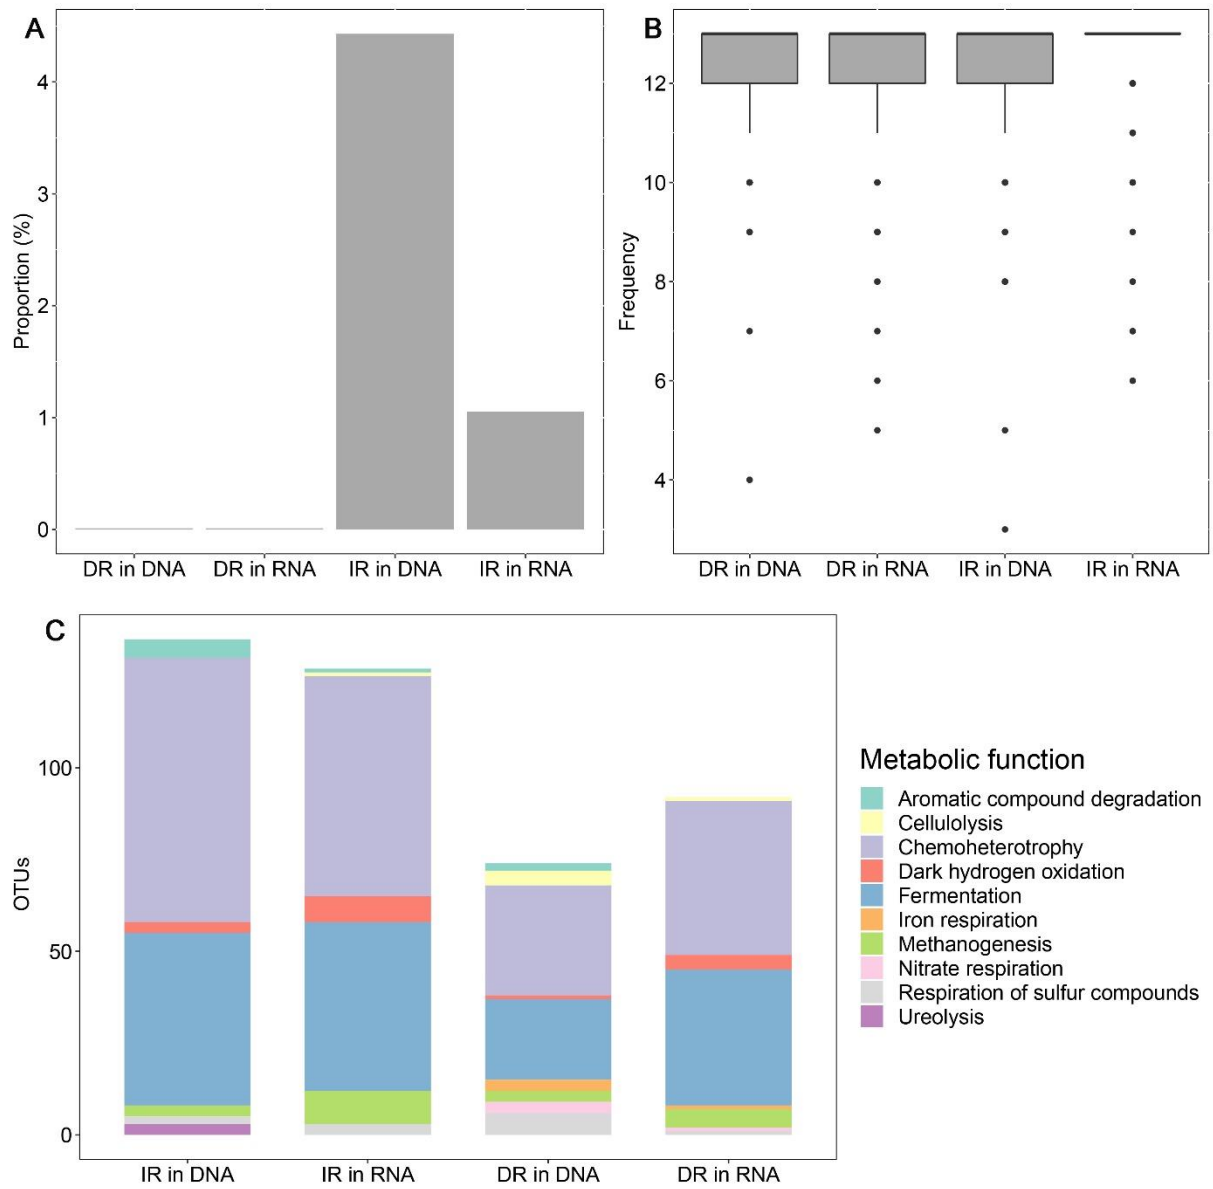 A
Proportion (%)
4
3
2
1
0
DR in DNA DR in RNA IR in DNA IR in RNA
B
Frequency
12
10
8
6
4
DR in DNA DR in RNA IR in DNA IR in RNA
C
OTUs
100
50
0
IR in DNA IR in RNA DR in DNA DR in RNA
Metabolic function
Aromatic compound degradation
Cellulolysis
Chemoheterotrophy
Dark hydrogen oxidation
Fermentation
Iron respiration
Methanogenesis
Nitrate respiration
Respiration of sulfur compounds
Ureolysis